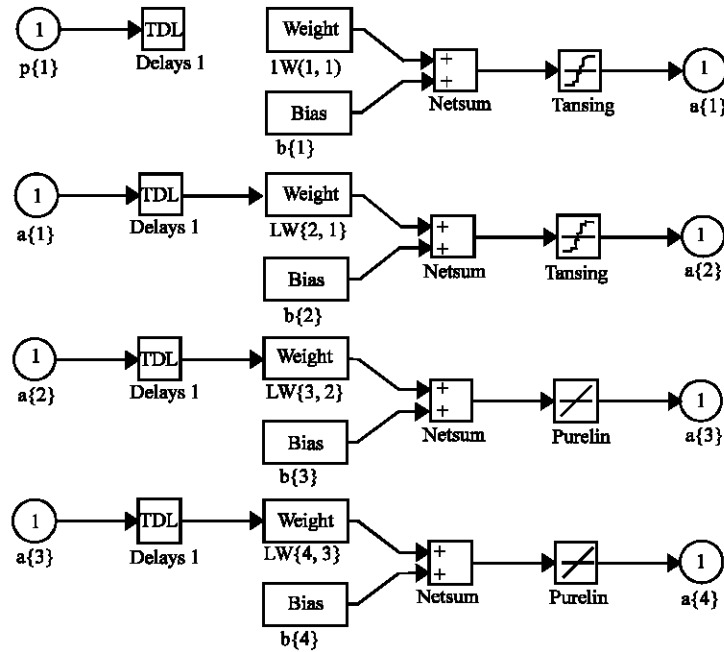 1 TDL Weight
p{1} Delays 1 1W(1, 1) + + 1
Netsum Tansing a{1}
Bias
b{1}
1 TDL Weight
a{1} Delays 1 LW{2, 1} + + 1
Netsum Tansing a{2}
Bias
b{2}
1 TDL Weight
a{2} Delays 1 LW{3, 2} + + 1
Netsum Purelin a{3}
Bias
b{3}
1 TDL Weight
a{3} Delays 1 LW{4, 3} + + 1
Netsum Purelin a{4}
Bias
b{4}